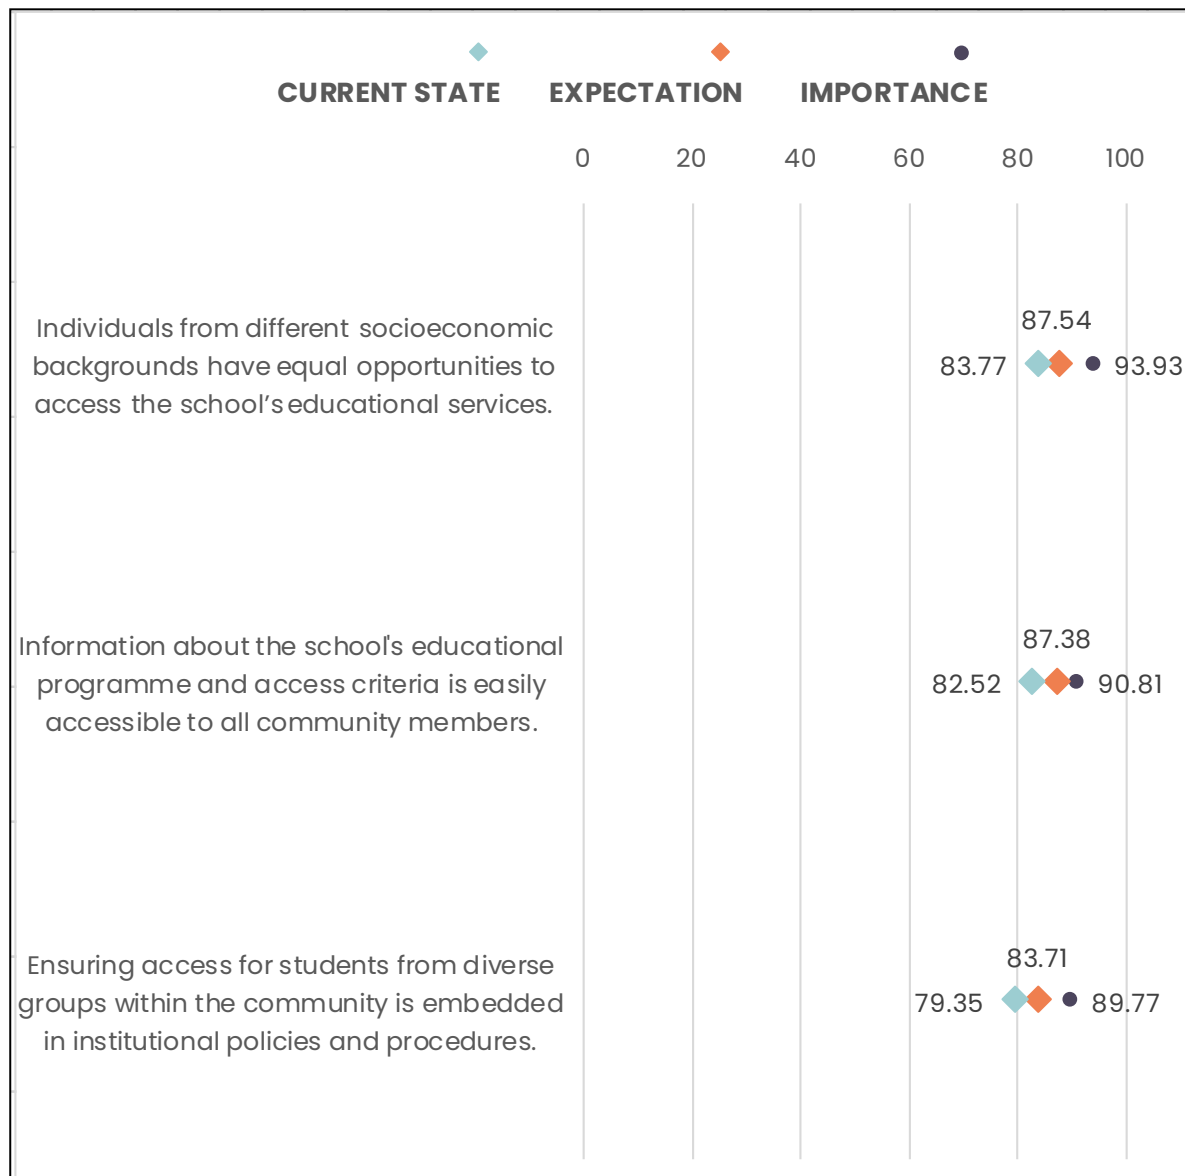 CURRENT STATE EXPECTATION IMPORTANCE
0 20 40 60 80 100
Individuals from different socioeconomic
backgrounds have equal opportunities to
access the school’s educational services.
87.54
83.77 93.93
Information about the school's educational
programme and access criteria is easily
accessible to all community members.
87.38
82.52 90.81
Ensuring access for students from diverse
groups within the community is embedded
in institutional policies and procedures.
83.71
79.35 89.77